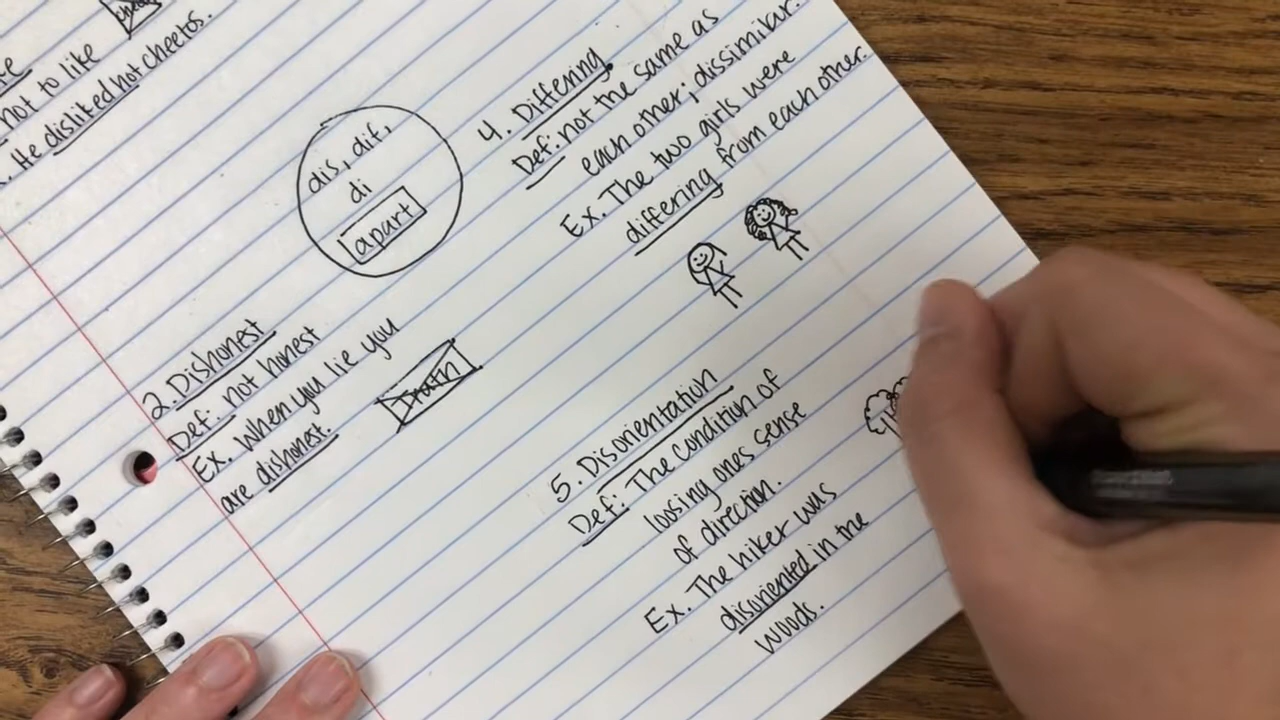 not to like
He dislited hot cheetos.
dis, dif,
di
apart
4. Differing
Def: not the same as
each other; dissimilar.
Ex. The two girls were
differing from each other.
2. Dishonest
Def: not honest
Ex. When you lie you
are dishonest.
Truth
5. Disorientation
Def: The condition of
loosing ones sense
of direction.
Ex. The hiker was
disoriented in the
woods.